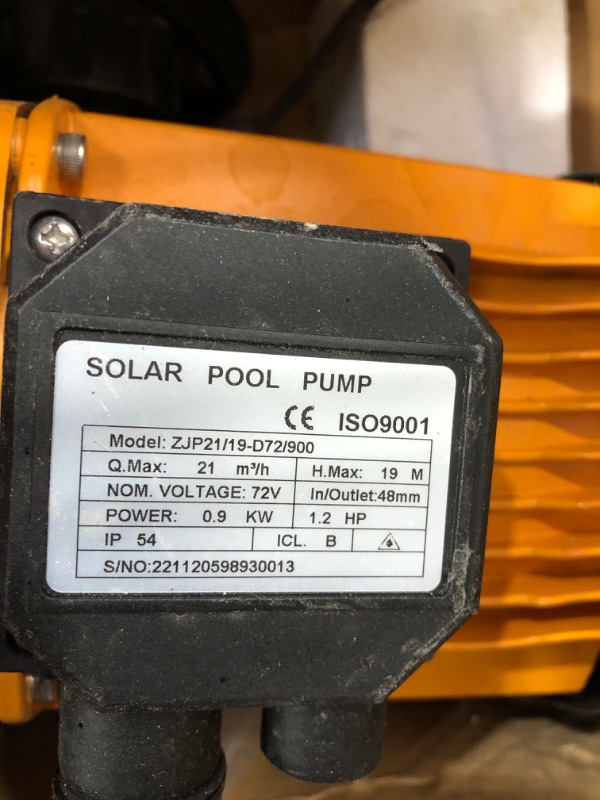 SOLAR POOL PUMP
CE ISO9001
Model: ZJP21/19-D72/900
Q.Max: 21 m³/h H.Max: 19 M
NOM. VOLTAGE: 72V In/Outlet:48mm
POWER: 0.9 KW 1.2 HP
IP 54 ICL. B
S/NO:221120598930013